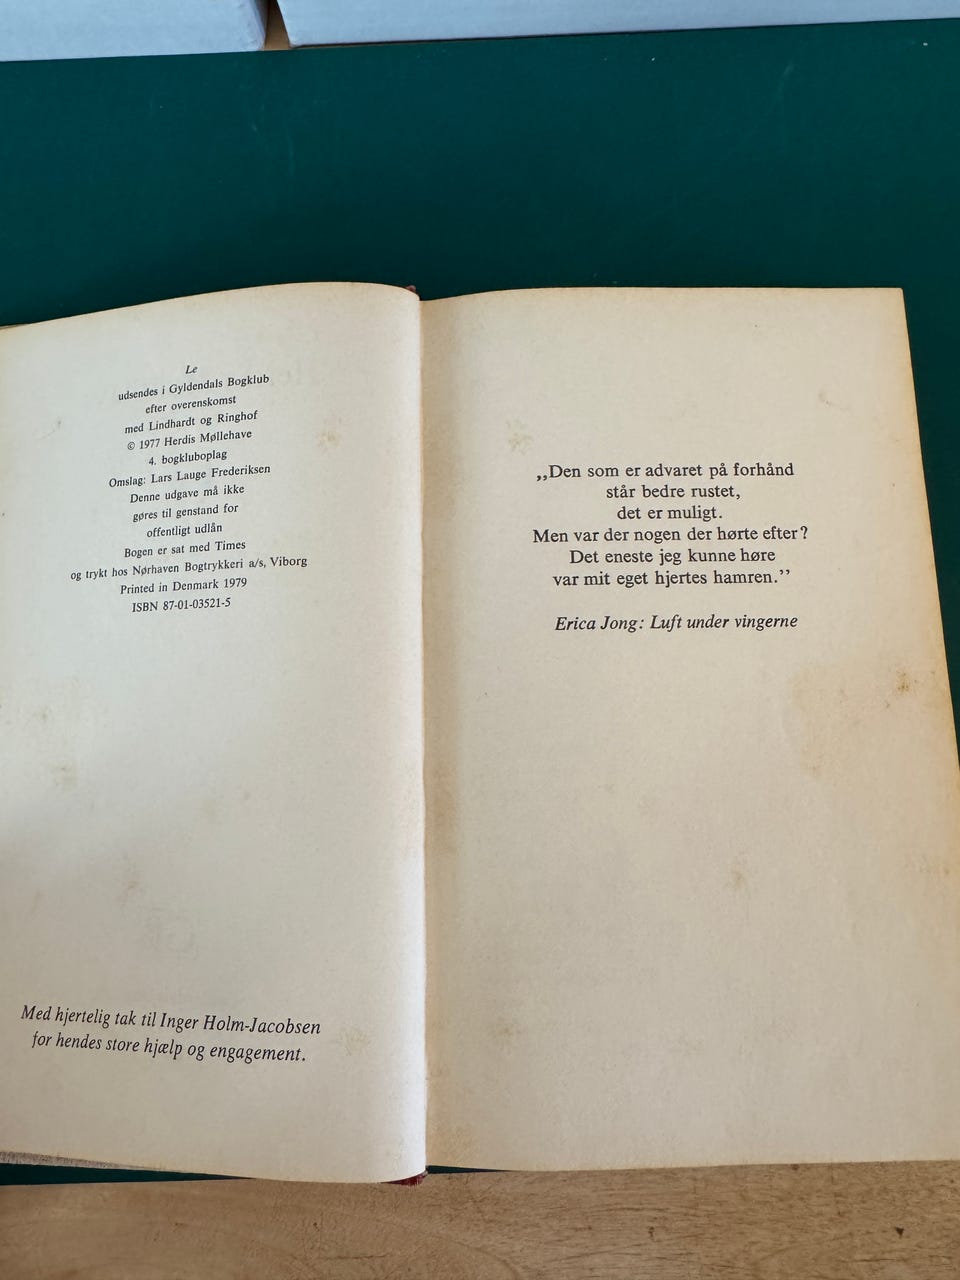 Le
udsendes i Gyldendals Bogklub
efter overenskomst
med Lindhardt og Ringhof
© 1977 Herdis Møllehave
4. bogkluboplag
Omslag: Lars Lauge Frederiksen
Denne udgave må ikke
gøres til genstand for
offentligt udlån
Bogen er sat med Times
og trykt hos Nørhaven Bogtrykkeri a/s, Viborg
Printed in Denmark 1979
ISBN 87-01-03521-5
Med hjertelig tak til Inger Holm-Jacobsen
for hendes store hjælp og engagement.
„Den som er advaret på forhånd
står bedre rustet,
det er muligt.
Men var der nogen der hørte efter?
Det eneste jeg kunne høre
var mit eget hjertes hamren.”
Erica Jong: Luft under vingerne